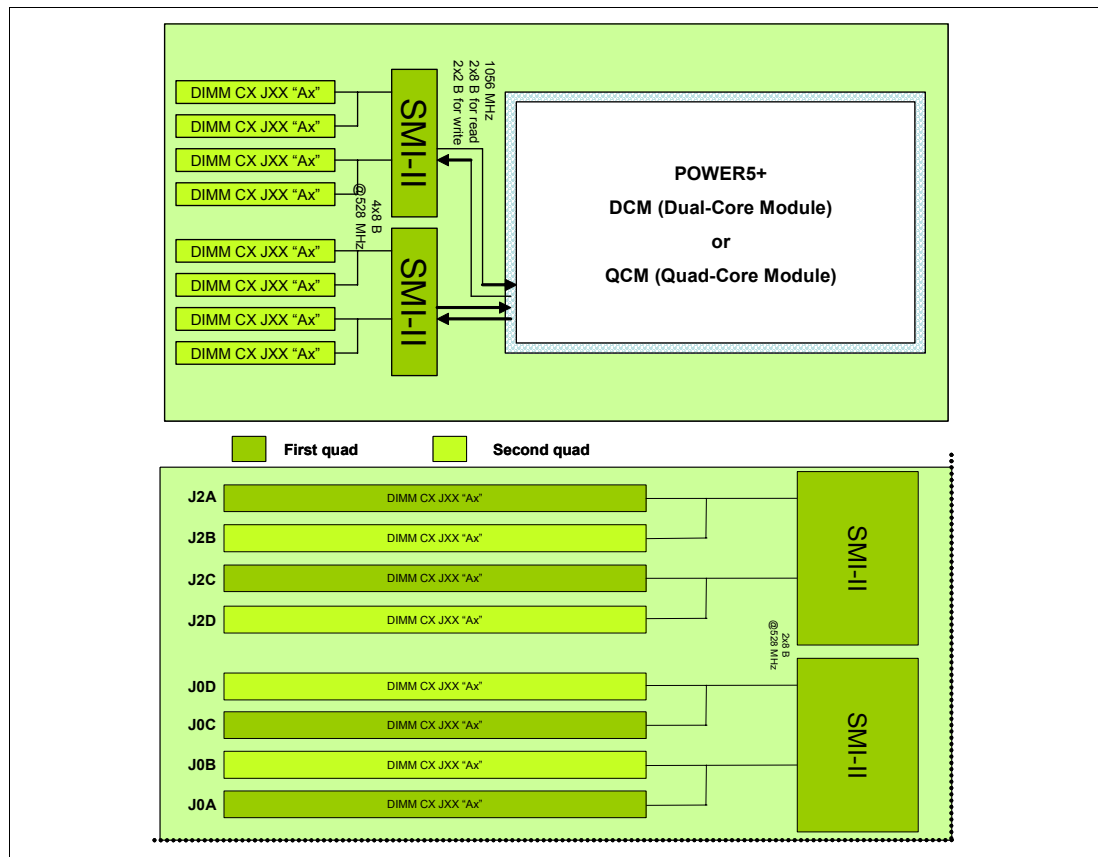 DIMM CX JXX “Ax”
DIMM CX JXX “Ax”
DIMM CX JXX “Ax”
DIMM CX JXX “Ax”
DIMM CX JXX “Ax”
DIMM CX JXX “Ax”
DIMM CX JXX “Ax”
DIMM CX JXX “Ax”
4x8 B
@528 MHz
SMI-II
SMI-II
1056 MHz
2x8 B for read
2x2 B for write
POWER5+
DCM (Dual-Core Module)
or
QCM (Quad-Core Module)
First quad
Second quad
J2A
DIMM CX JXX “Ax”
J2B
DIMM CX JXX “Ax”
J2C
DIMM CX JXX “Ax”
J2D
DIMM CX JXX “Ax”
J0D
DIMM CX JXX “Ax”
J0C
DIMM CX JXX “Ax”
J0B
DIMM CX JXX “Ax”
J0A
DIMM CX JXX “Ax”
2x8 B
@528 MHz
SMI-II
SMI-II